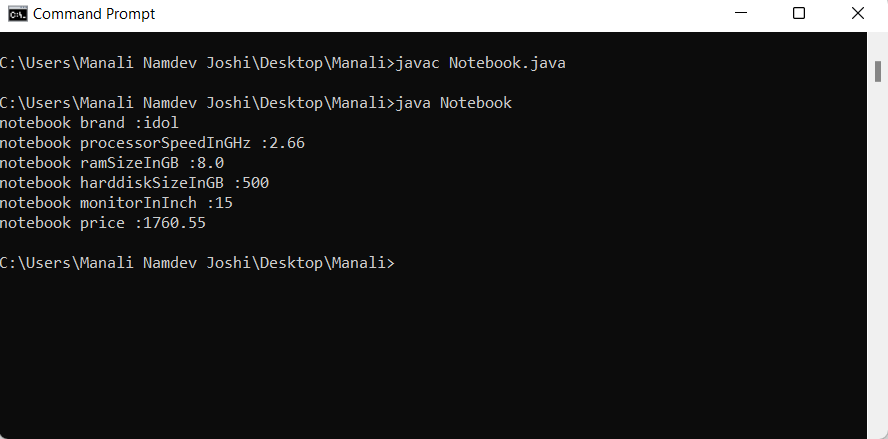 Command Prompt
C:\Users\Manali Namdev Joshi\Desktop\Manali>javac Notebook.java
C:\Users\Manali Namdev Joshi\Desktop\Manali>java Notebook
notebook brand :idol
notebook processorSpeedInGHz :2.66
notebook ramSizeInGB :8.0
notebook harddiskSizeInGB :500
notebook monitorInInch :15
notebook price :1760.55
C:\Users\Manali Namdev Joshi\Desktop\Manali>